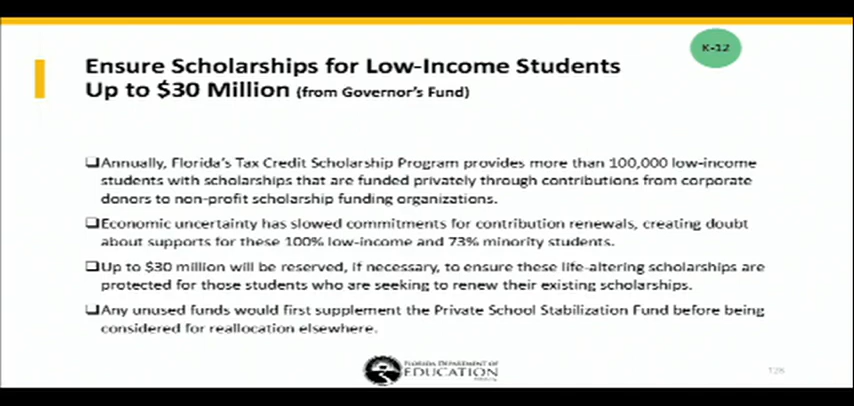 K-12
Ensure Scholarships for Low-Income Students
Up to $30 Million (from Governor's Fund)
❑Annually, Florida's Tax Credit Scholarship Program provides more than 100,000 low-income
students with scholarships that are funded privately through contributions from corporate
donors to non-profit scholarship funding organizations.
❑Economic uncertainty has slowed commitments for contribution renewals, creating doubt
about supports for these 100% low-income and 73% minority students.
❑Up to $30 million will be reserved, if necessary, to ensure these life-altering scholarships are
protected for those students who are seeking to renew their existing scholarships.
❑Any unused funds would first supplement the Private School Stabilization Fund before being
considered for reallocation elsewhere.
FLORIDA DEPARTMENT OF
EDUCATION